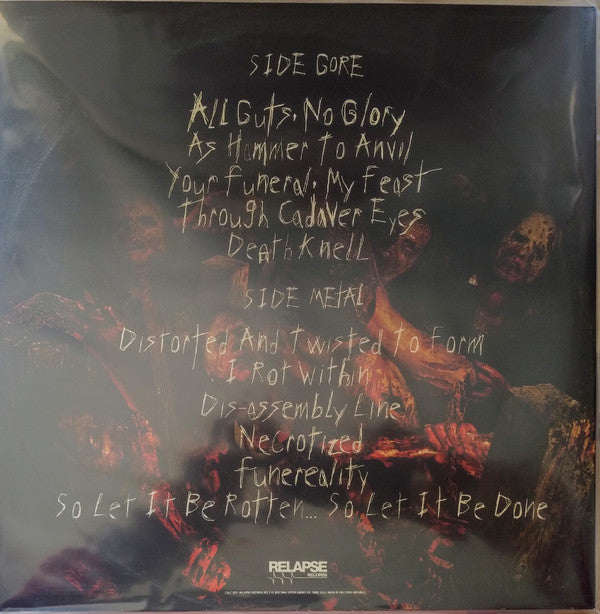 SIDE GORE
All Guts, No Glory
As Hammer to Anvil
Your Funeral, My Feast
Through Cadaver Eyes
Death Knell
SIDE METAL
Distorted And Twisted to Form
I Rot Within
Dis-assembly Line
Necrotized
Funereality
So Let It Be Rotten... So Let It Be Done
RELAPSE
RECORDS